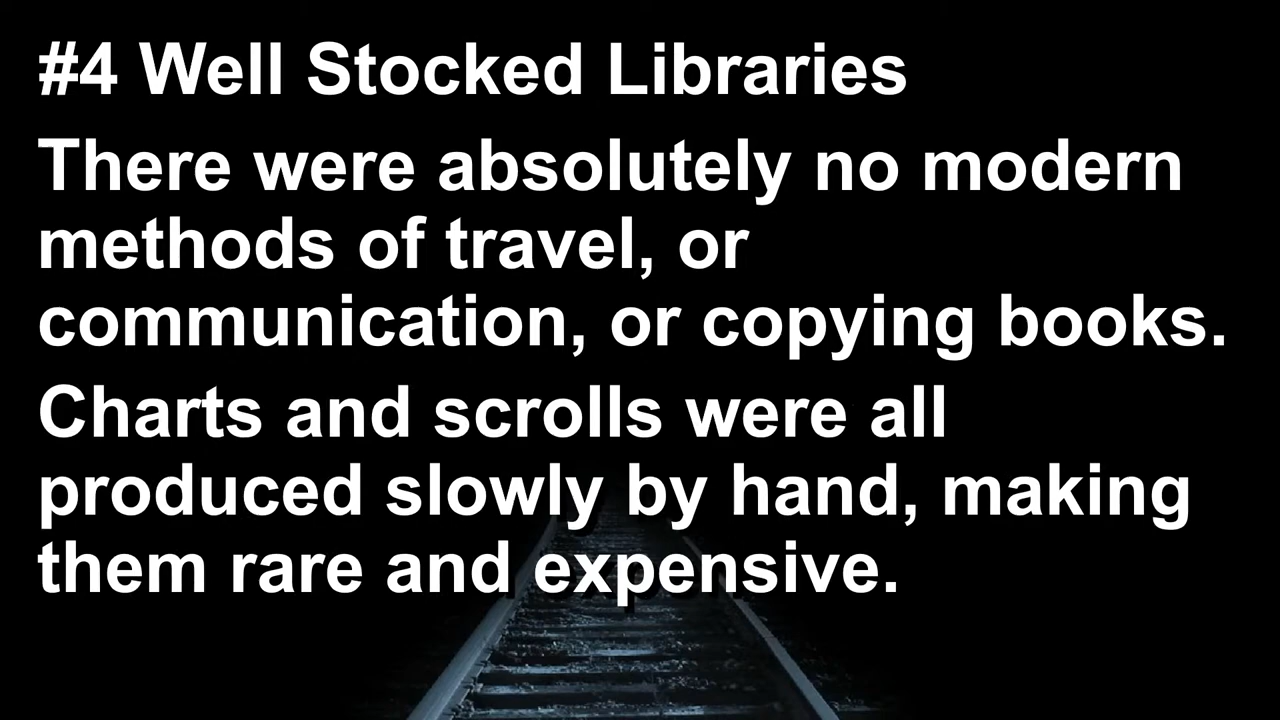 #4 Well Stocked Libraries
There were absolutely no modern
methods of travel, or
communication, or copying books.
Charts and scrolls were all
produced slowly by hand, making
them rare and expensive.